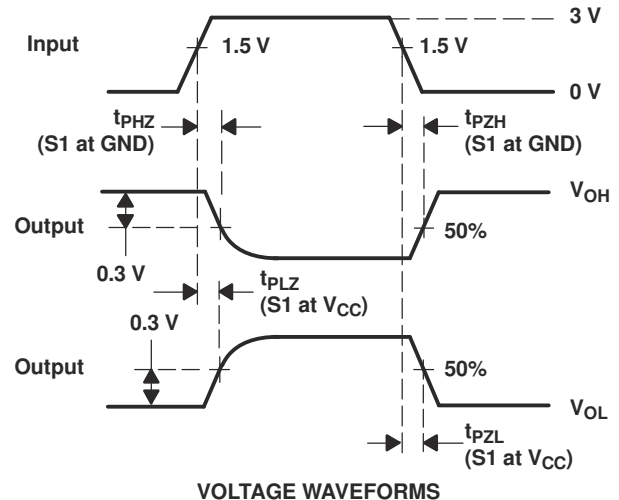 3 V
Input
1.5 V
1.5 V
0 V
tPHZ
(S1 at GND)
tPZH
(S1 at GND)
VOH
Output
50%
0.3 V
tPLZ
(S1 at VCC)
0.3 V
Output
50%
VOL
tPZL
(S1 at VCC)
VOLTAGE WAVEFORMS